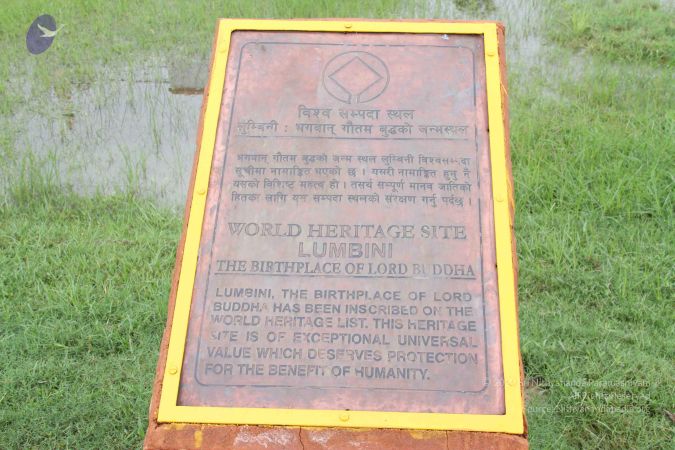 विश्व सम्पदा स्थल
लुम्बिनी : भगवान् गौतम बुद्धको जन्मस्थल
भगवान् गौतम बुद्धको जन्म स्थल लुम्बिनी विश्वसम्पदा
सूचीमा नामाङ्कित भएको छ । यसरी नामाङ्कित हुनु नै
यसको विशिष्ट महत्व हो । तसर्थ सम्पूर्ण मानव जातिको
हितका लागि यस सम्पदा स्थलको संरक्षण गर्नु पर्दछ ।
WORLD HERITAGE SITE
LUMBINI
THE BIRTHPLACE OF LORD BUDDHA
LUMBINI, THE BIRTHPLACE OF LORD
BUDDHA HAS BEEN INSCRIBED ON THE
WORLD HERITAGE LIST. THIS HERITAGE
SITE IS OF EXCEPTIONAL UNIVERSAL
VALUE WHICH DESERVES PROTECTION
FOR THE BENEFIT OF HUMANITY.